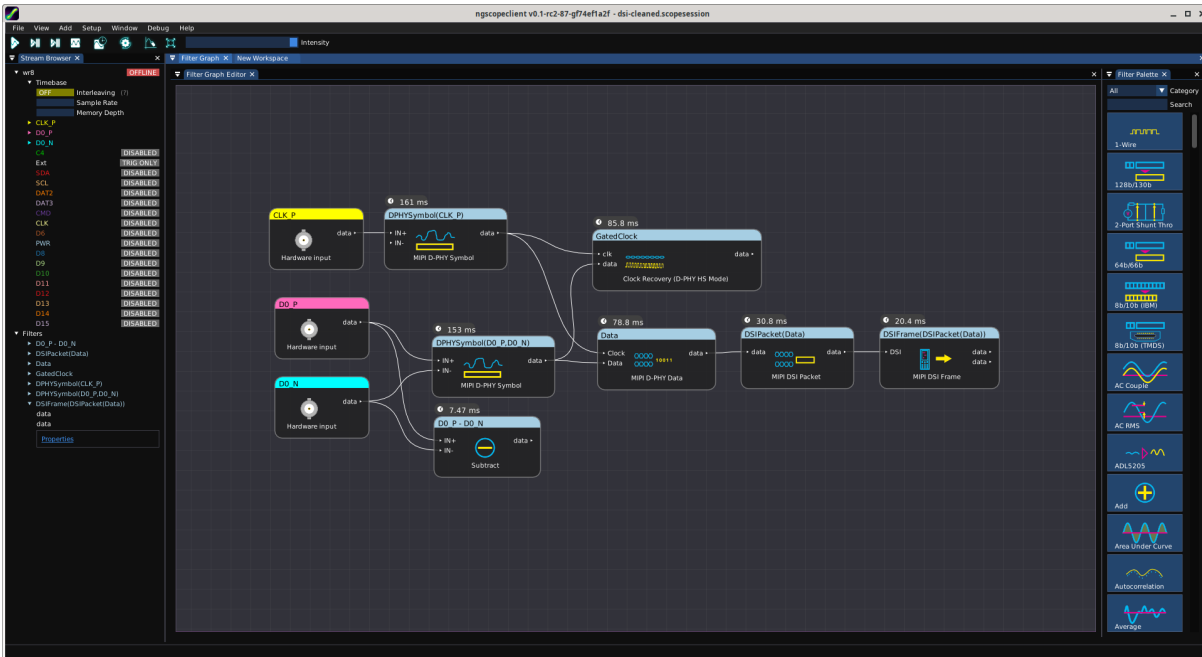 ngscopeclient v0.1-rc2-87-gf74ef1a2f - dsi-cleaned.scopesession
File View Add Setup Window Debug Help
Intensity
Stream Browser
wr8 OFFLINE
Timebase
OFF Interleaving (?)
Sample Rate
Memory Depth
CLK_P
D0_P
D0_N
C4 DISABLED
Ext TRIG ONLY
SDA DISABLED
SCL DISABLED
DAT2 DISABLED
DAT3 DISABLED
CMD DISABLED
CLK DISABLED
D6 DISABLED
PWR DISABLED
D8 DISABLED
D9 DISABLED
D10 DISABLED
D11 DISABLED
D12 DISABLED
D13 DISABLED
D14 DISABLED
D15 DISABLED
Filters
D0_P - D0_N
DSIPacket(Data)
Data
GatedClock
DPHYSymbol(CLK_P)
DPHYSymbol(D0_P,D0_N)
DSIFrame(DSIPacket(Data))
data
data
Properties
Filter Graph New Workspace
Filter Graph Editor
CLK_P
data
Hardware input
161 ms
DPHYSymbol(CLK_P)
IN+ data
IN-
MIPI D-PHY Symbol
85.8 ms
GatedClock
clk data
data
Clock Recovery (D-PHY HS Mode)
D0_P
data
Hardware input
D0_N
data
Hardware input
153 ms
DPHYSymbol(D0_P,D0_N)
IN+ data
IN-
MIPI D-PHY Symbol
7.47 ms
D0_P - D0_N
IN+ data
IN-
Subtract
78.8 ms
Data
Clock data
Data
10011
MIPI D-PHY Data
30.8 ms
DSIPacket(Data)
data data
MIPI DSI Packet
20.4 ms
DSIFrame(DSIPacket(Data))
DSI data
data
MIPI DSI Frame
Filter Palette
All Category
Search
1-Wire
128b/130b
2-Port Shunt Thro
64b/66b
8b/10b (IBM)
8b/10b (TMDS)
AC Couple
AC RMS
ADL5205
Add
Area Under Curve
Autocorrelation
Average